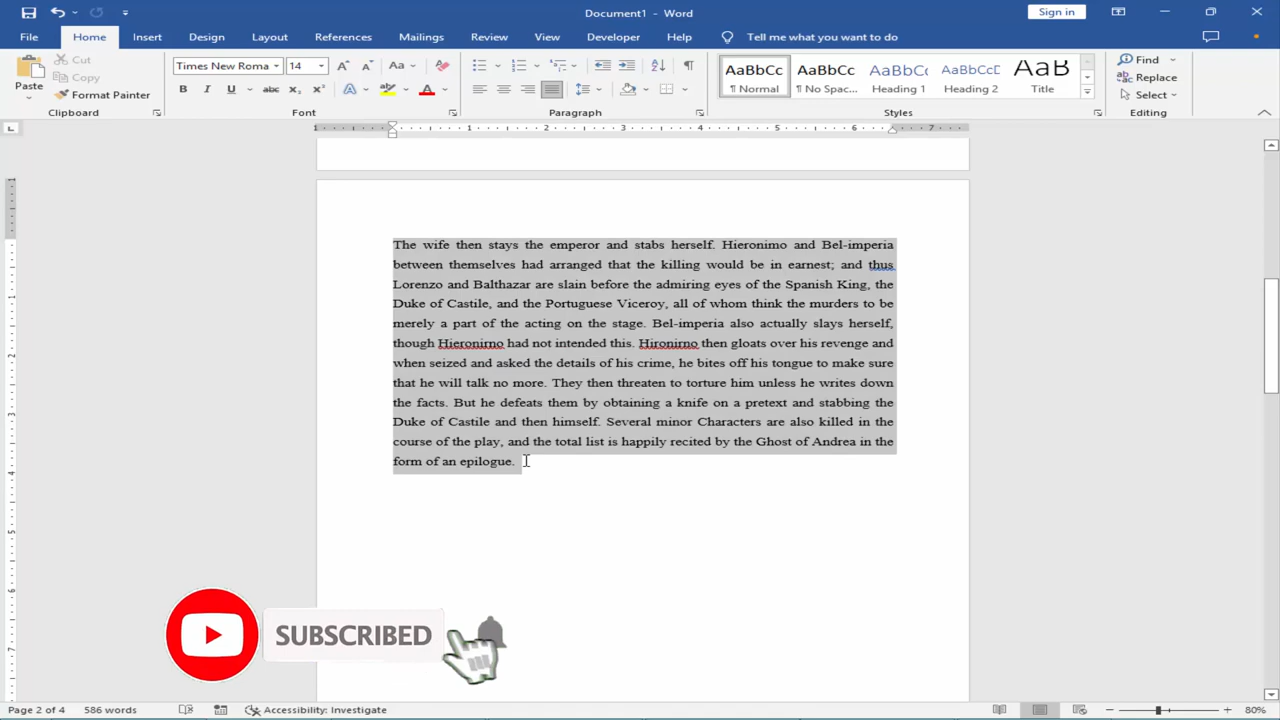 Document1 - Word
Sign in
File Home Insert Design Layout References Mailings Review View Developer Help Tell me what you want to do
Paste
Cut
Copy
Format Painter
Clipboard
Times New Roma 14
Font
Paragraph
AaBbCc AaBbCc AaBbCc AaBbCcD AaB
¶ Normal ¶ No Spac... Heading 1 Heading 2 Title
Styles
Find
Replace
Select
Editing
The wife then stays the emperor and stabs herself. Hieronimo and Bel-imperia
between themselves had arranged that the killing would be in earnest; and thus
Lorenzo and Balthazar are slain before the admiring eyes of the Spanish King, the
Duke of Castile, and the Portuguese Viceroy, all of whom think the murders to be
merely a part of the acting on the stage. Bel-imperia also actually slays herself,
though Hieronirno had not intended this. Hironirno then gloats over his revenge and
when seized and asked the details of his crime, he bites off his tongue to make sure
that he will talk no more. They then threaten to torture him unless he writes down
the facts. But he defeats them by obtaining a knife on a pretext and stabbing the
Duke of Castile and then himself. Several minor Characters are also killed in the
course of the play, and the total list is happily recited by the Ghost of Andrea in the
form of an epilogue.
SUBSCRIBED
Page 2 of 4 586 words Accessibility: Investigate 80%